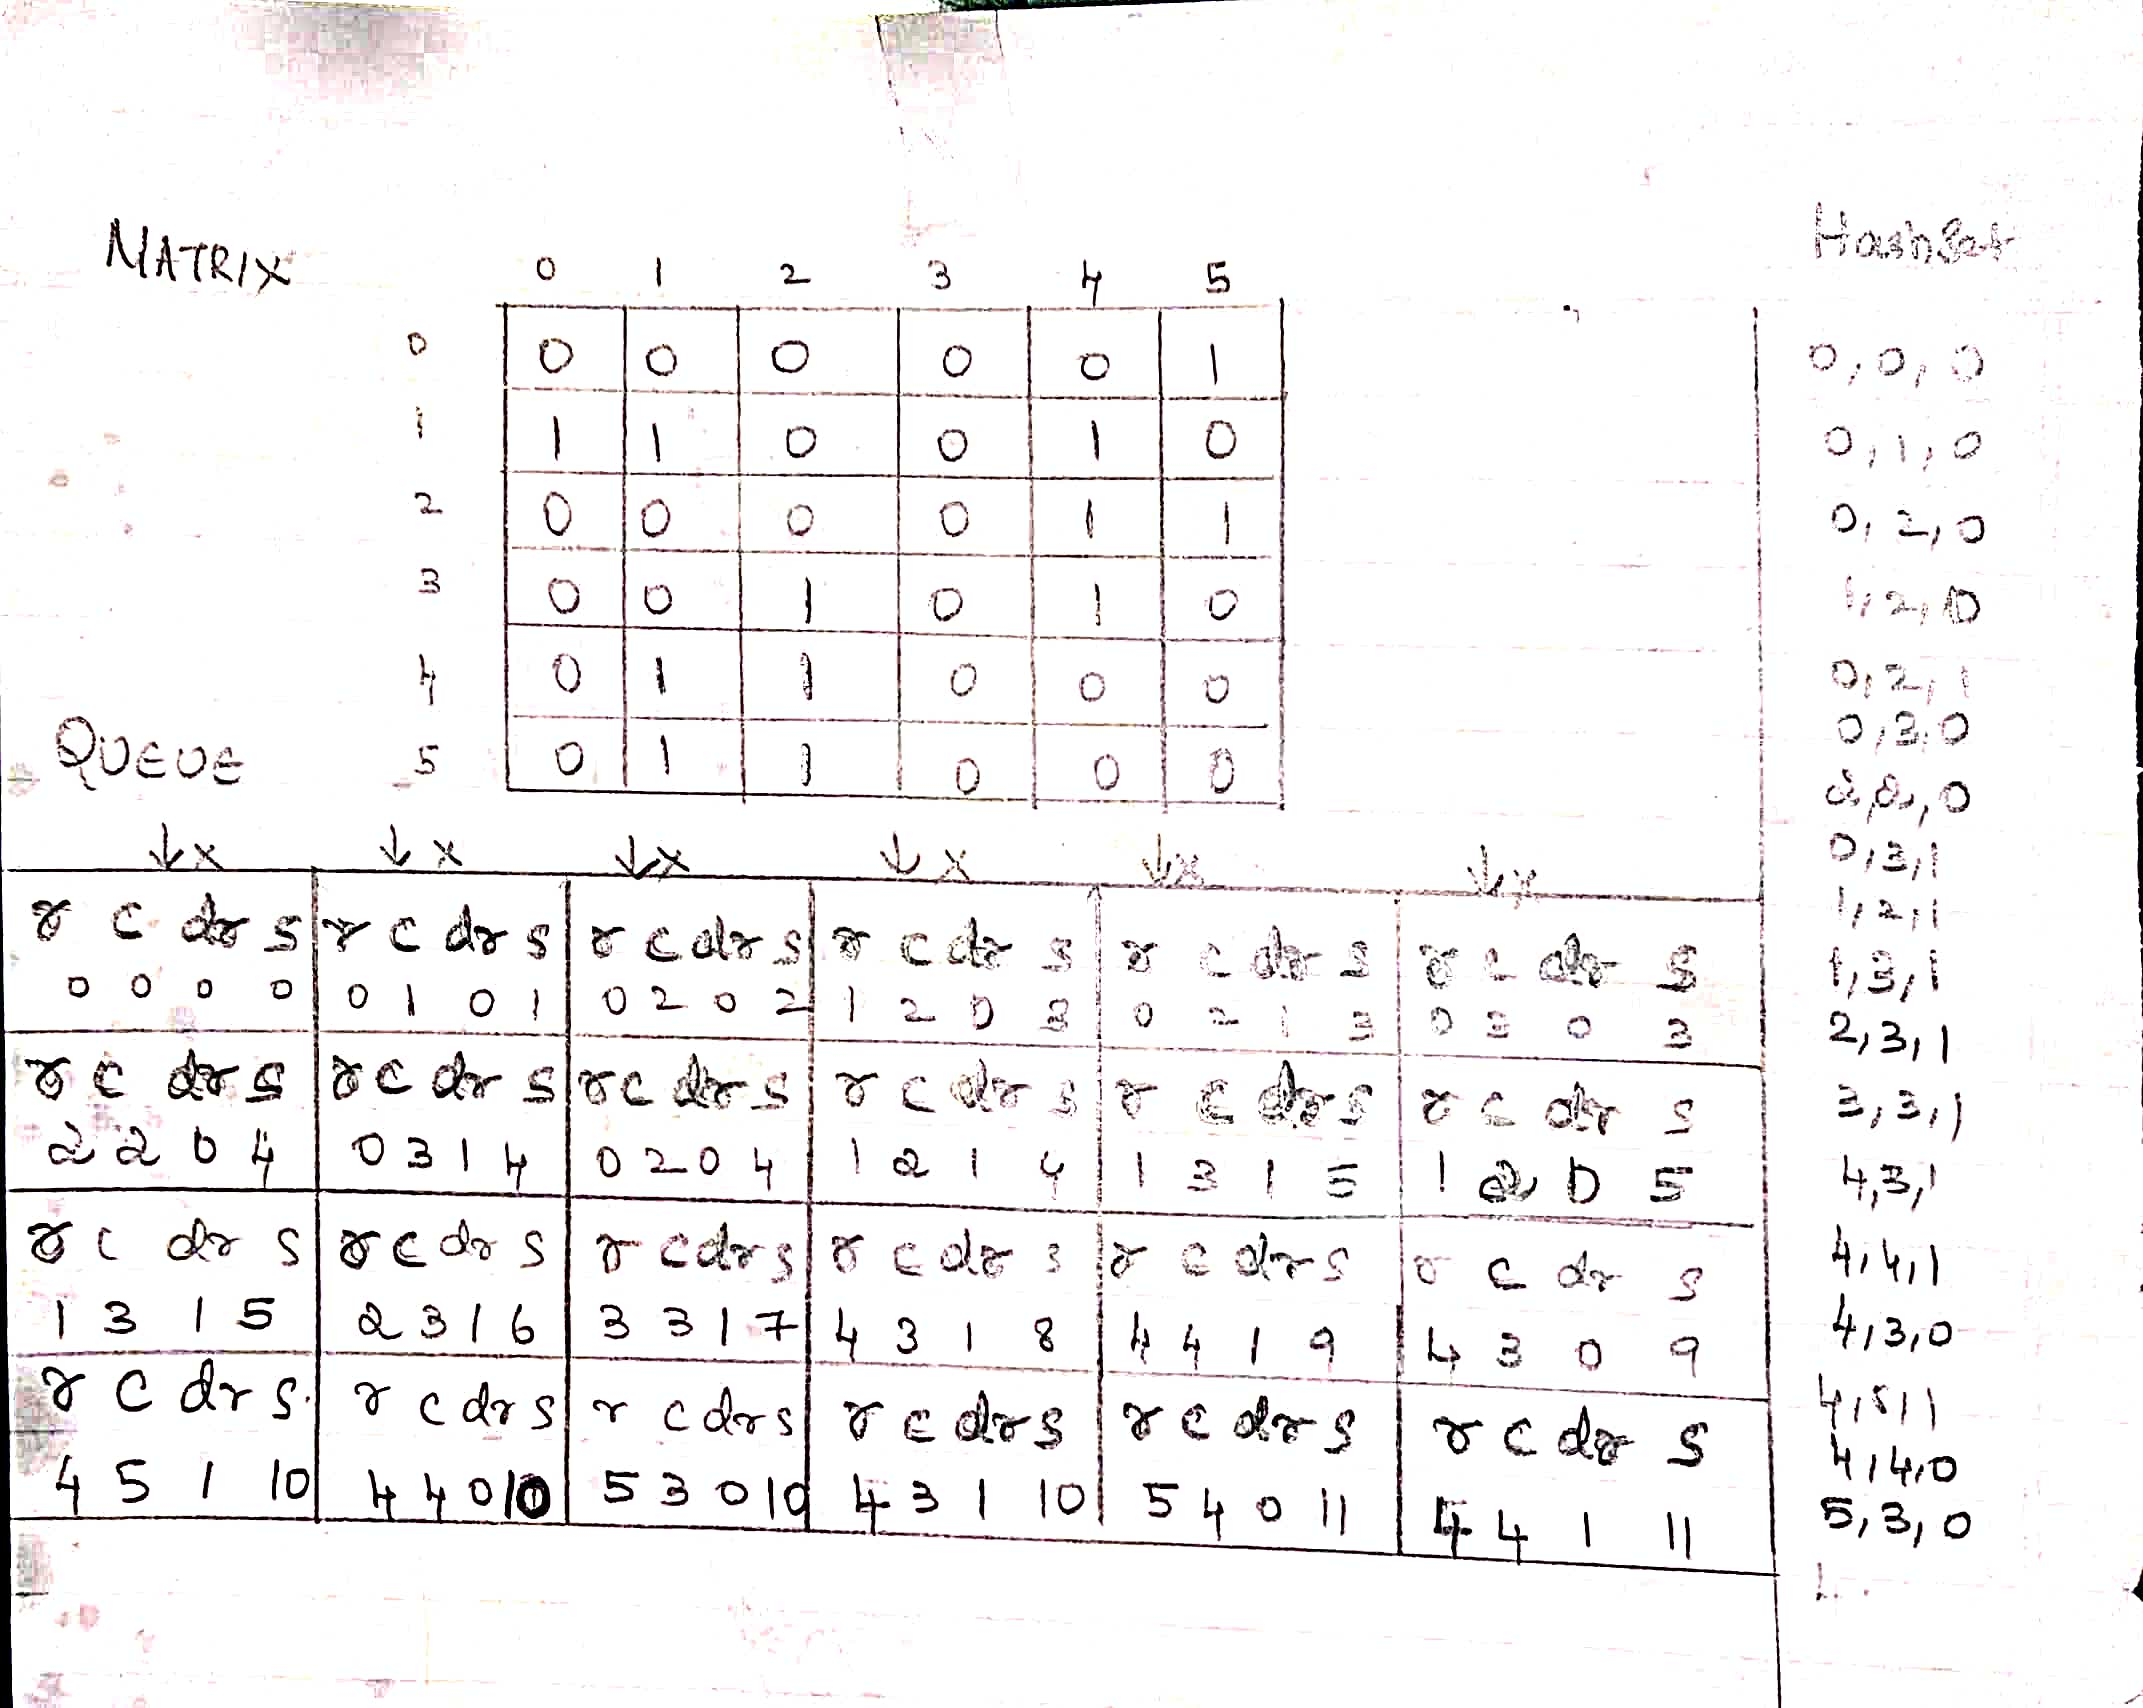 MATRIX
0 1 2 3 4 5
0 0 0 0 0 0 1
1 1 1 0 0 1 0
2 0 0 0 0 1 1
3 0 0 1 0 1 0
4 0 1 1 0 0 0
5 0 1 1 0 0 0
QUEUE
↓x ↓x ↓x ↓x ↓x ↓x
r c dr s r c dr s r c dr s r c dr s r c dr s r c dr s
0 0 0 0 0 1 0 1 0 2 0 2 1 2 0 3 0 2 1 3 0 3 0 3
r c dr s r c dr s r c dr s r c dr s r c dr s r c dr s
2 2 0 4 0 3 1 4 0 2 0 4 1 2 1 4 1 3 1 5 1 2 0 5
r c dr s r c dr s r c dr s r c dr s r c dr s r c dr s
1 3 1 5 2 3 1 6 3 3 1 7 4 3 1 8 4 4 1 9 4 3 0 9
r c dr s r c dr s r c dr s r c dr s r c dr s r c dr s
4 5 1 10 4 4 0 10 5 3 0 10 4 3 1 10 5 4 0 11 4 4 1 11
HashSet
0,0,0
0,1,0
0,2,0
1,2,0
0,2,1
0,3,0
2,2,0
0,3,1
1,2,1
1,3,1
2,3,1
3,3,1
4,3,1
4,4,1
4,3,0
4,5,1
4,4,0
5,3,0